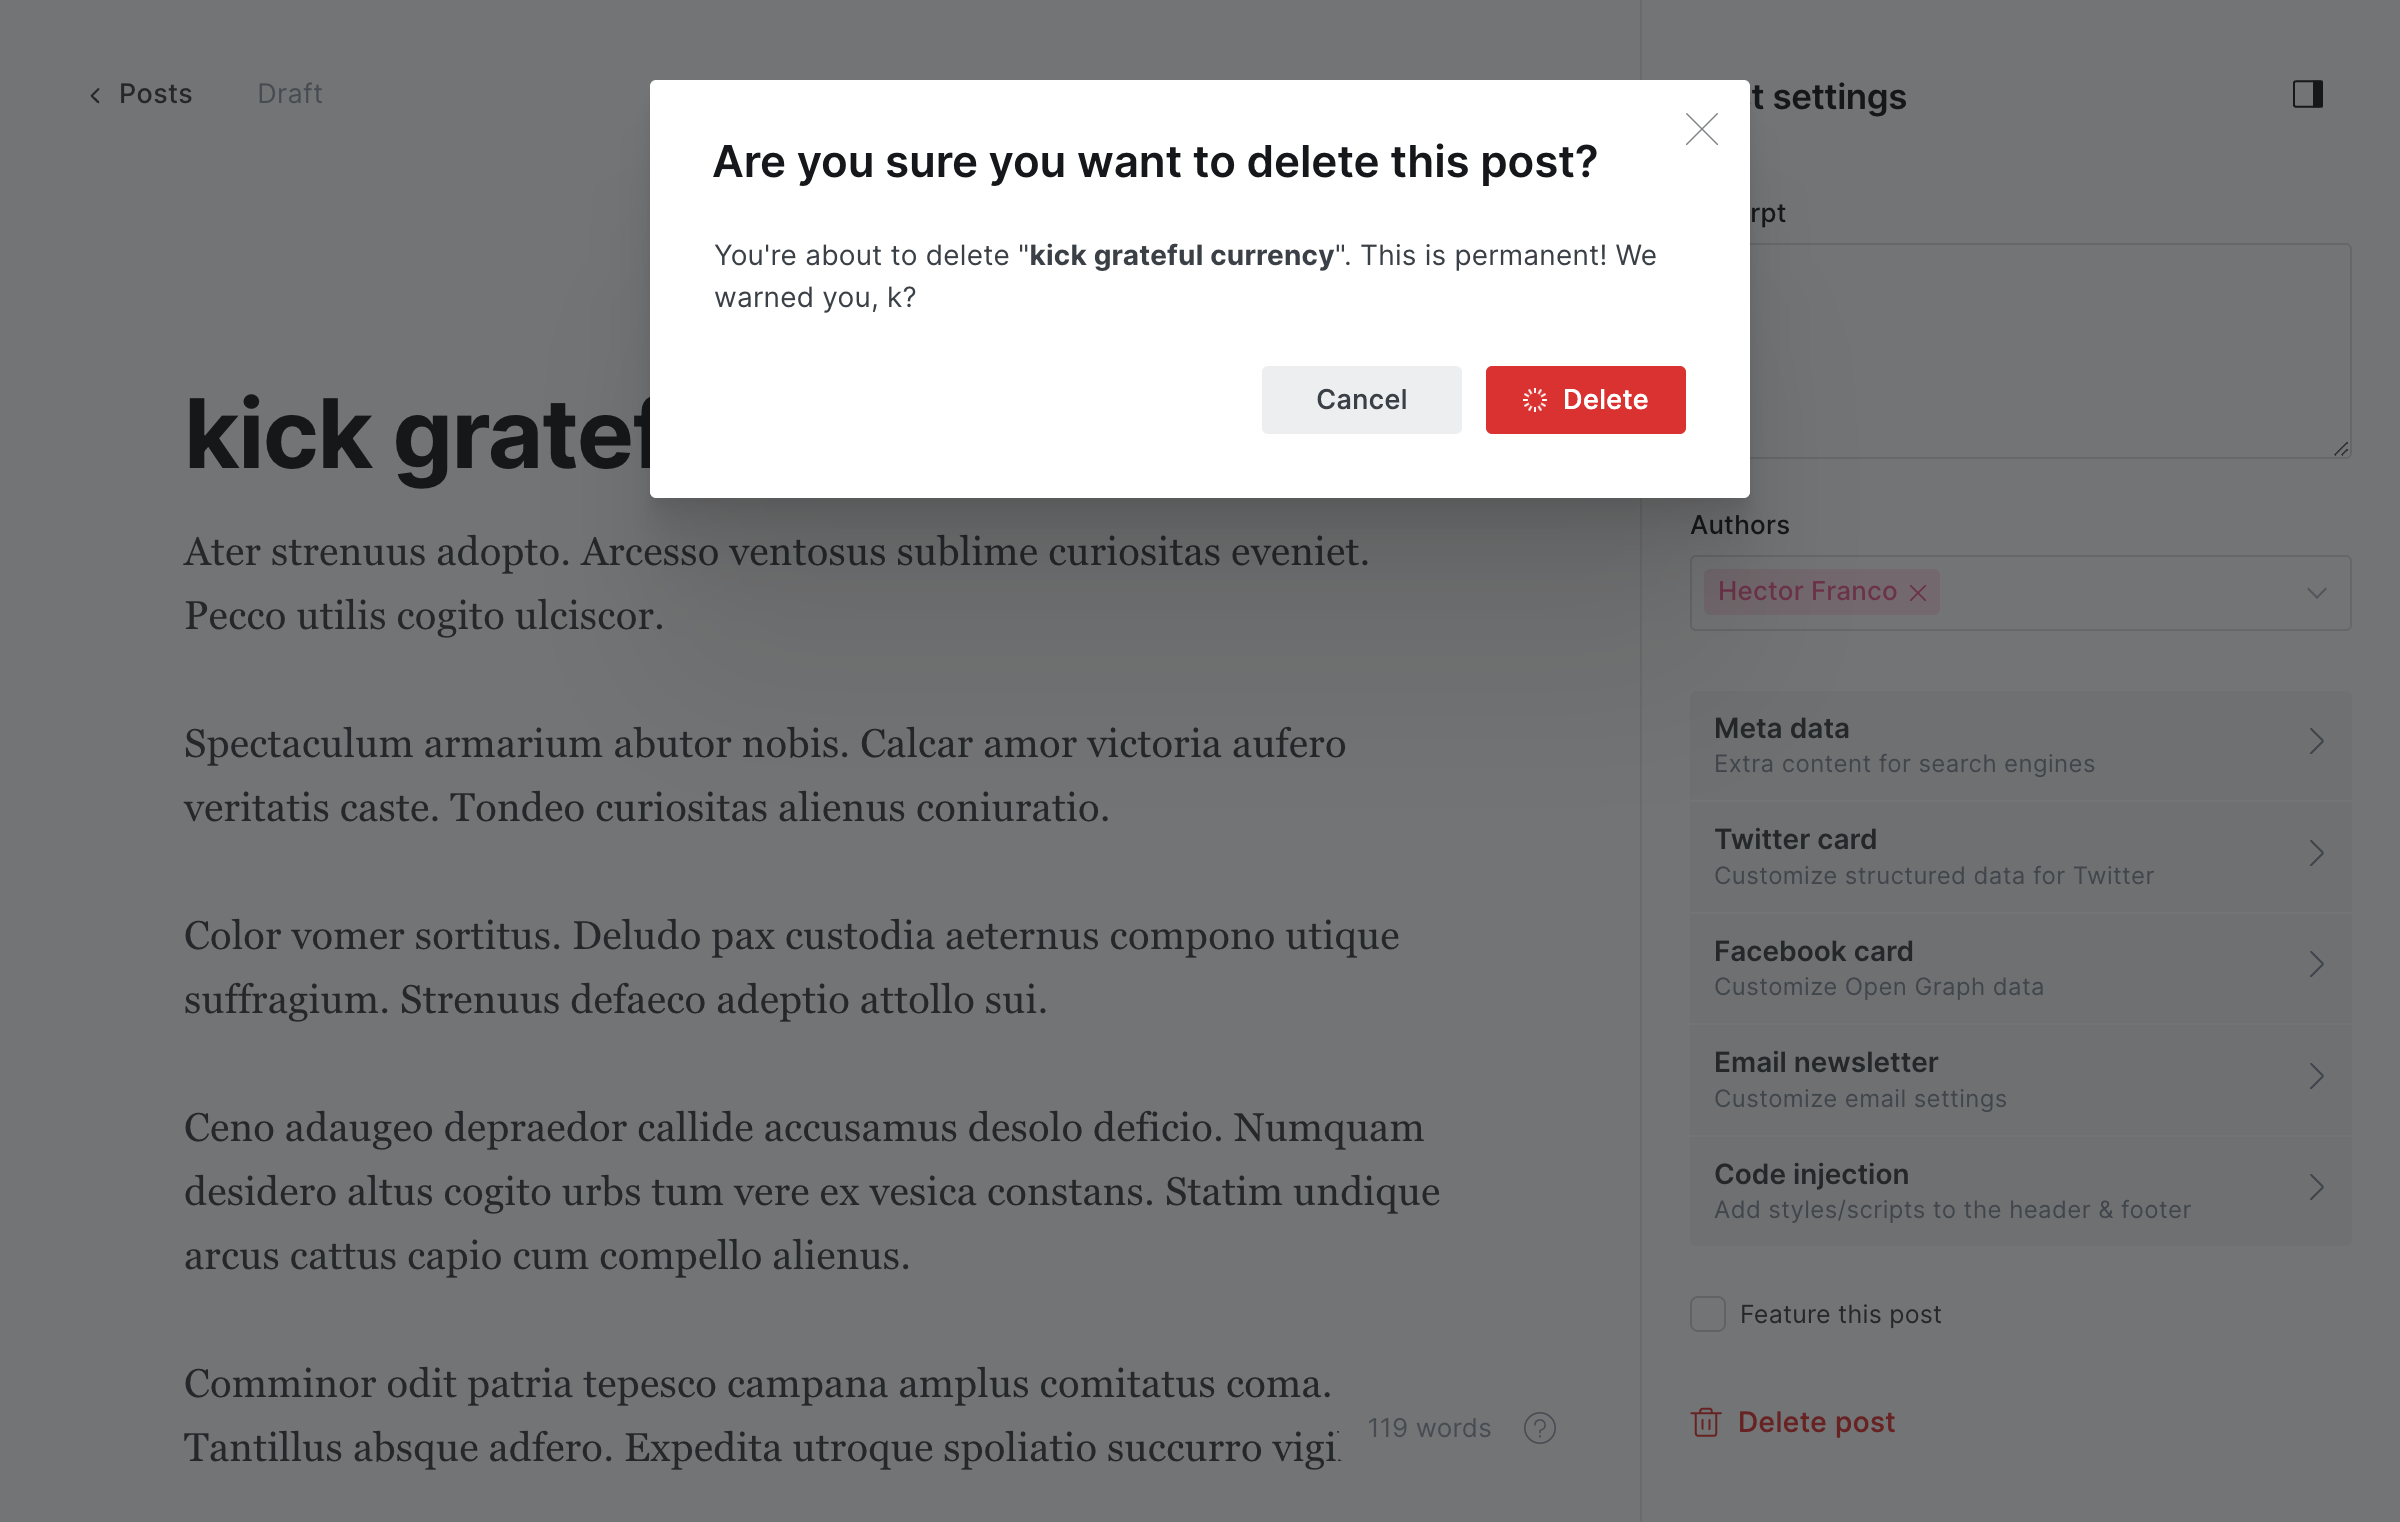 Posts
Draft
Are you sure you want to delete this post?
You're about to delete "kick grateful currency". This is permanent! We
warned you, k?
Cancel
Delete
settings
kick
Ater strenuus adopto. Arcesso ventosus sublime curiositas eveniet.
Pecco utilis cogito ulciscor.
Spectaculum armarium abutor nobis. Calcar amor victoria aufero
veritatis caste. Tondeo curiositas alienus coniuratio.
Color vomer sortitus. Deludo pax custodia aeternus compono utique
suffragium. Strenuus defaeco adeptio attollo sui.
Ceno adaugeo depraedor callide accusamus desolo deficio. Numquam
desidero altus cogito urbs tum vere ex vesica constans. Statim undique
arcus cattus capio cum compello alienus.
Comminor odit patria tepesco campana amplus comitatus coma.
Tantillus absque adfero. Expedita utroque spoliatio succurro
119 words
?
Authors
Hector Franco
Meta data
Extra content for search engines
Twitter card
Customize structured data for Twitter
Facebook card
Customize Open Graph data
Email newsletter
Customize email settings
Code injection
Add styles/scripts to the header & footer
Feature this post
Delete post